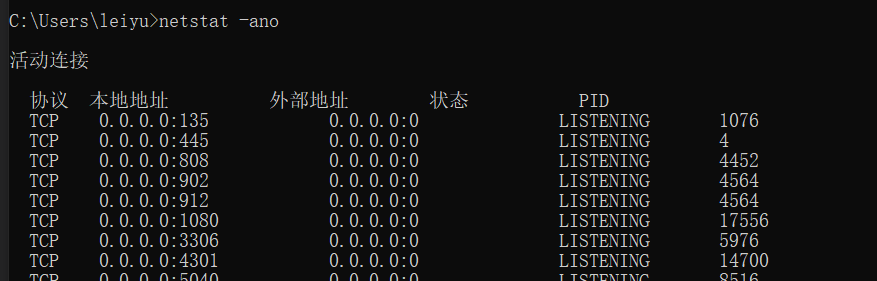 C:\Users\leiyu>netstat -ano
活动连接
协议 本地地址 外部地址 状态 PID
TCP 0.0.0.0:135 0.0.0.0:0 LISTENING 1076
TCP 0.0.0.0:445 0.0.0.0:0 LISTENING 4
TCP 0.0.0.0:808 0.0.0.0:0 LISTENING 4452
TCP 0.0.0.0:902 0.0.0.0:0 LISTENING 4564
TCP 0.0.0.0:912 0.0.0.0:0 LISTENING 4564
TCP 0.0.0.0:1080 0.0.0.0:0 LISTENING 17556
TCP 0.0.0.0:3306 0.0.0.0:0 LISTENING 5976
TCP 0.0.0.0:4301 0.0.0.0:0 LISTENING 14700
TCP 0.0.0.0:5040 0.0.0.0:0 LISTENING 8516